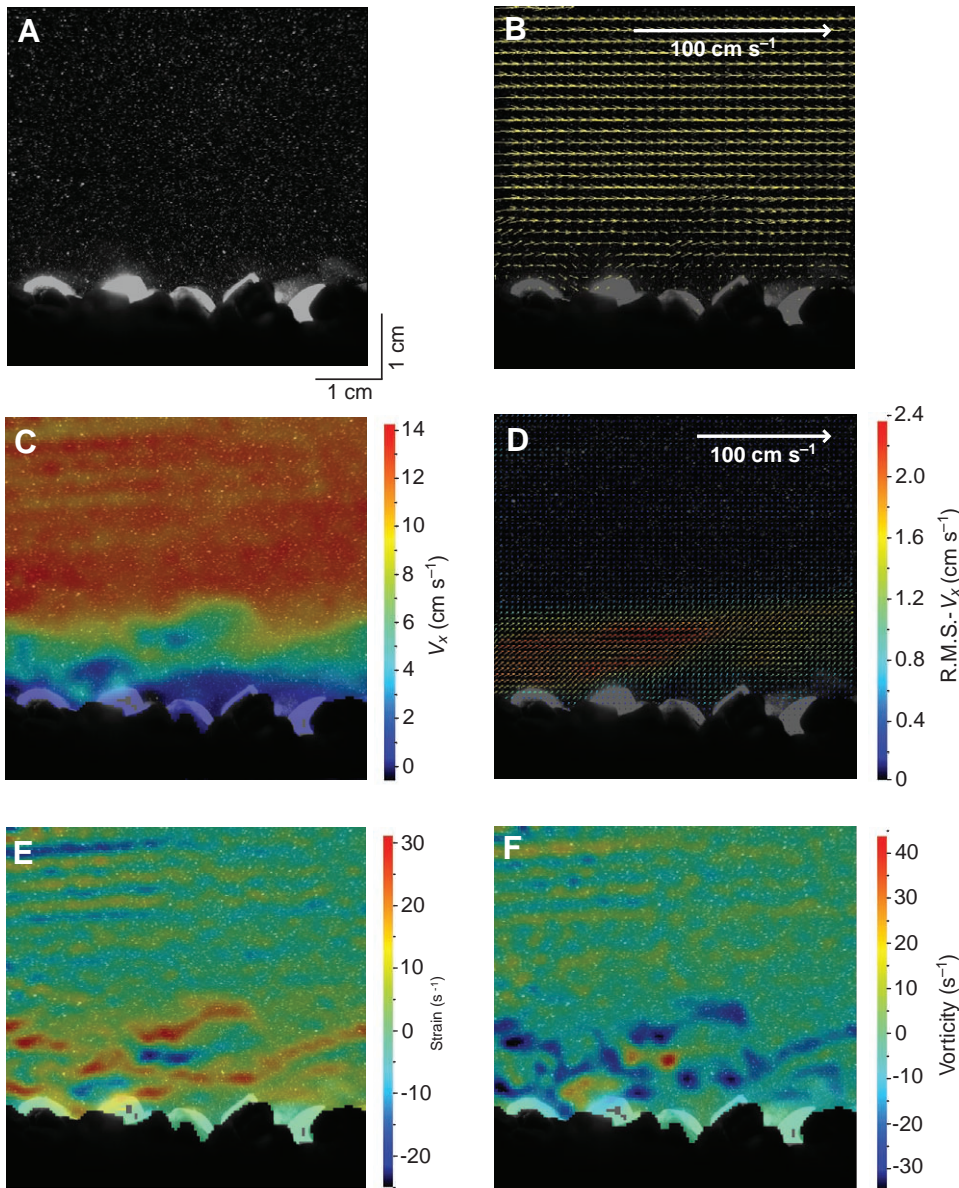 A
B
100 cm s⁻¹
1 cm
1 cm
C
14
12
10
8
6
4
2
0
Vₓ (cm s⁻¹)
D
100 cm s⁻¹
2.4
2.0
1.6
1.2
0.8
0.4
0
R.M.S.-Vₓ (cm s⁻¹)
E
30
20
10
0
-10
-20
Strain (s⁻¹)
F
40
30
20
10
0
-10
-20
-30
Vorticity (s⁻¹)